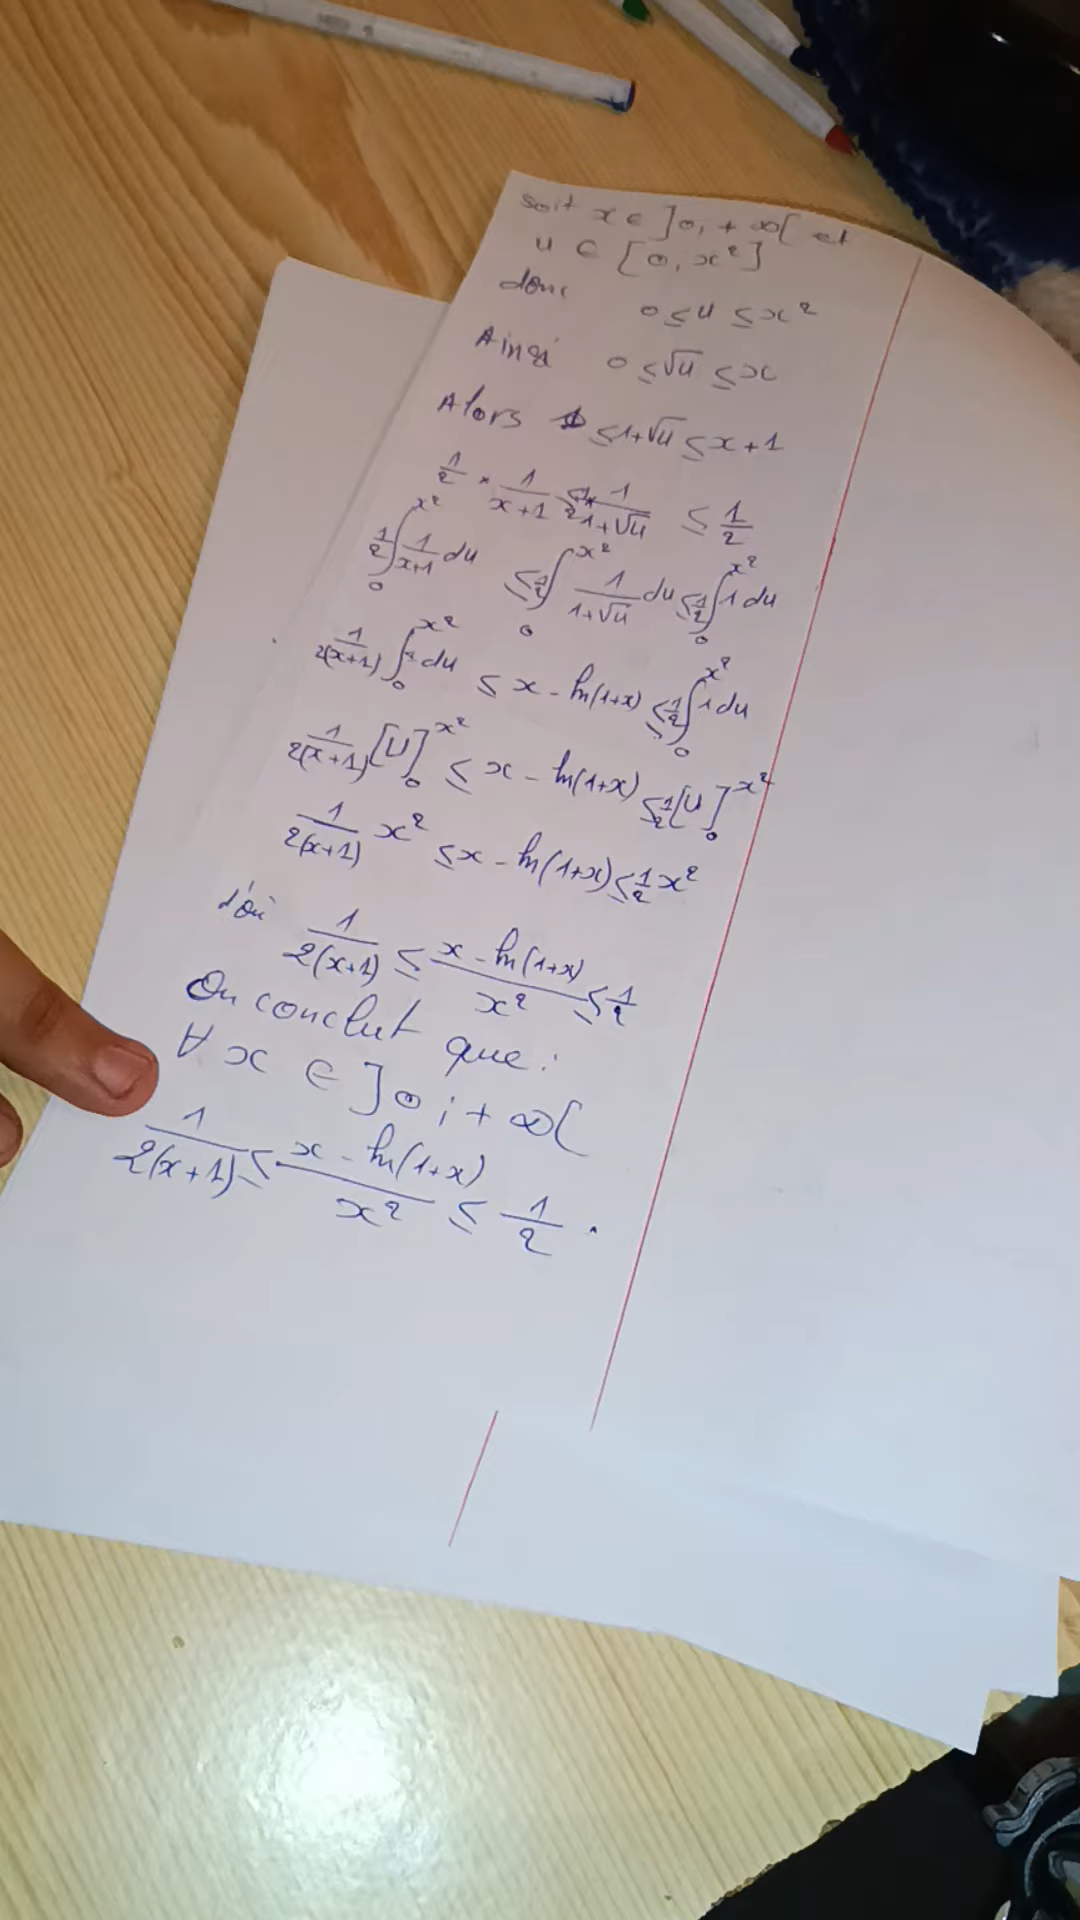 soit x ∈ ]0; +∞[ et
u ∈ [0, x²]
donc 0 ≤ u ≤ x²
Ainsi 0 ≤ √u ≤ x
Alors 1 ≤ 1+√u ≤ x+1
1/2 × 1/(x+1) ≤ 1/2 × 1/(1+√u) ≤ 1/2
1/2 ∫₀^{x²} 1/(x+1) du ≤ 1/2 ∫₀^{x²} 1/(1+√u) du ≤ 1/2 ∫₀^{x²} 1 du
1/(2(x+1)) ∫₀^{x²} 1 du ≤ x - ln(1+x) ≤ 1/2 ∫₀^{x²} 1 du
1/(2(x+1)) [U]₀^{x²} ≤ x - ln(1+x) ≤ 1/2 [U]₀^{x²}
1/(2(x+1)) x² ≤ x - ln(1+x) ≤ 1/2 x²
d'où 1/(2(x+1)) ≤ (x - ln(1+x))/x² ≤ 1/2
On conclut que :
∀ x ∈ ]0; +∞[
1/(2(x+1)) ≤ (x - ln(1+x))/x² ≤ 1/2 .